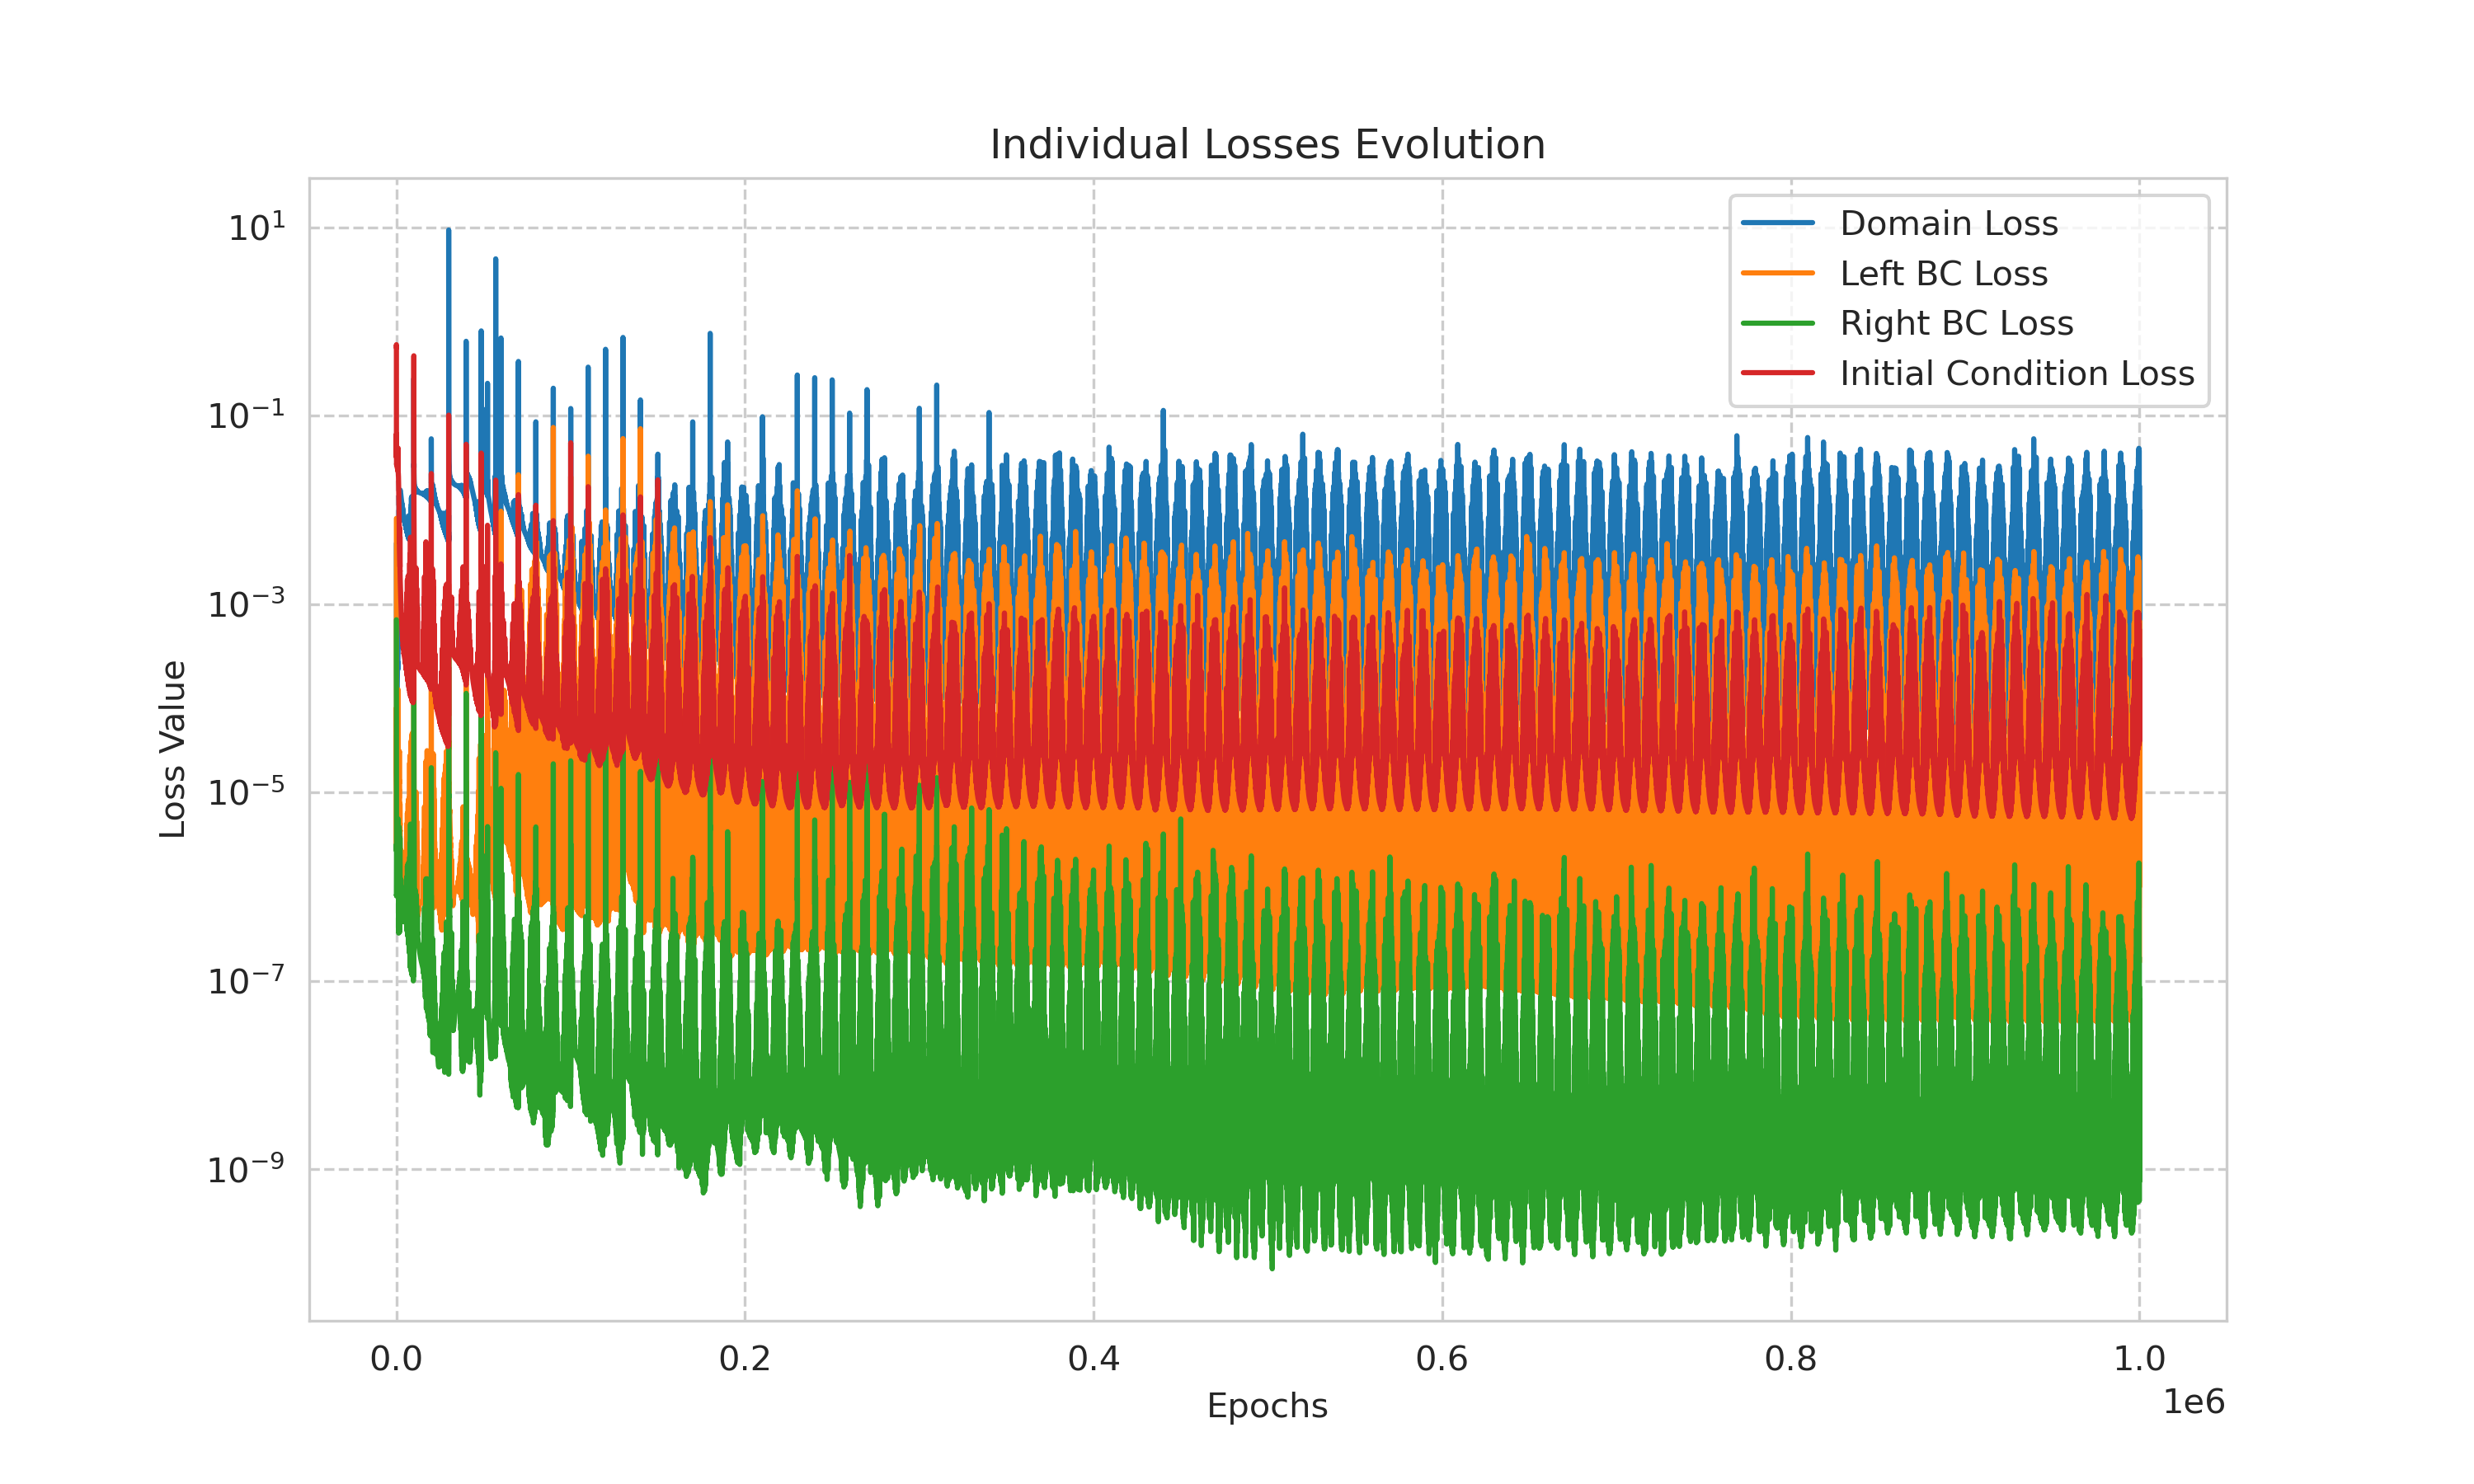 Individual Losses Evolution
10¹
10⁻¹
10⁻³
10⁻⁵
10⁻⁷
10⁻⁹
Loss Value
Domain Loss
Left BC Loss
Right BC Loss
Initial Condition Loss
0.0 0.2 0.4 0.6 0.8 1.0
1e6
Epochs